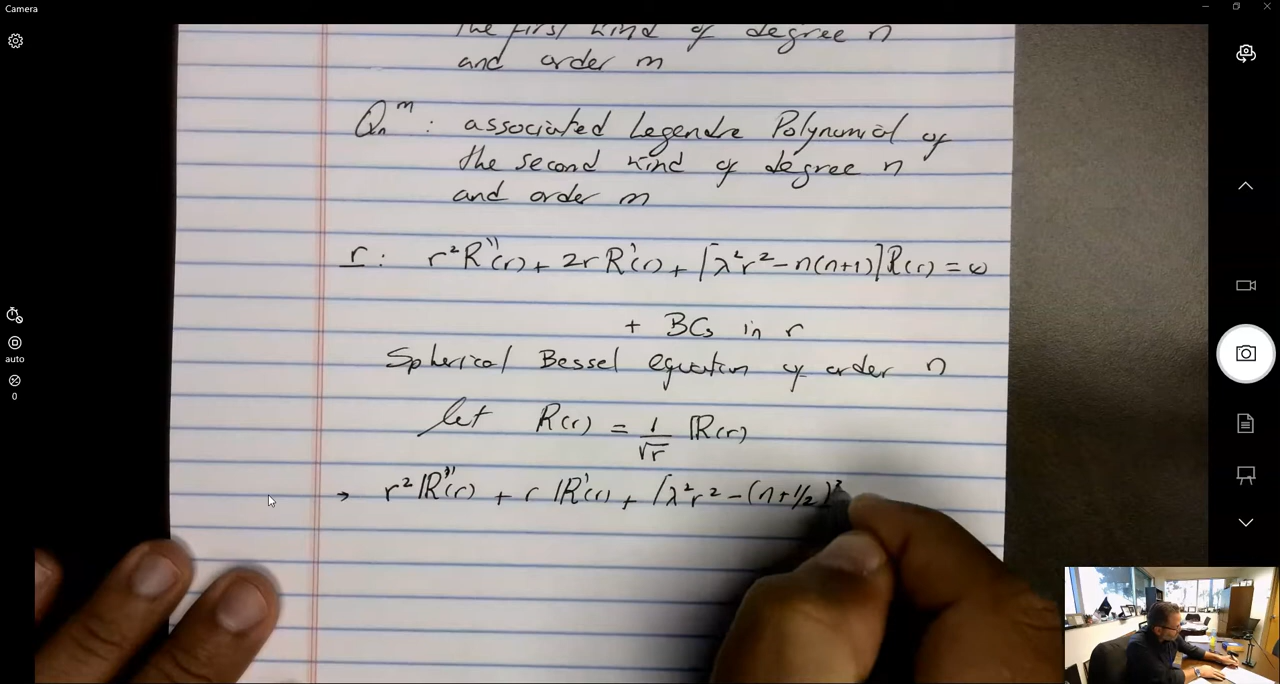 Camera
the first kind of degree n
and order m
Qₙᵐ : associated Legendre Polynomial of
the second kind of degree n
and order m
r : r²R''(r) + 2r R'(r) + [λ²r² - n(n+1)]R(r) = 0
+ BCs in r
Spherical Bessel equation of order n
let R(r) = 1/√r ℝ(r)
→ r²ℝ''(r) + r ℝ'(r) + [λ²r² - (n+1/2)²
auto
0